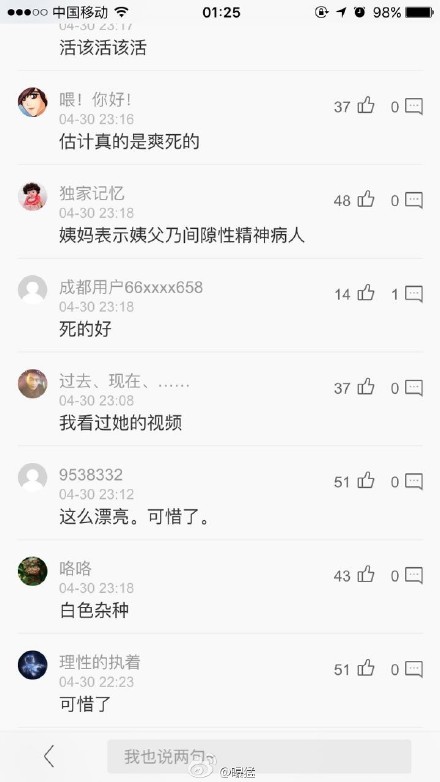 中国移动 01:25 98%
04-30 23:17
活该活该活
喂！你好！ 37 0
04-30 23:16
估计真的是爽死的
独家记忆 48 0
04-30 23:18
姨妈表示姨父乃间隙性精神病人
成都用户66xxxx658 14 1
04-30 23:18
死的好
过去、现在、…… 37 0
04-30 23:08
我看过她的视频
9538332 51 0
04-30 23:12
这么漂亮。可惜了。
咯咯 43 0
04-30 23:18
白色杂种
理性的执着 51 0
04-30 22:23
可惜了
我也说两句~
@曝猛